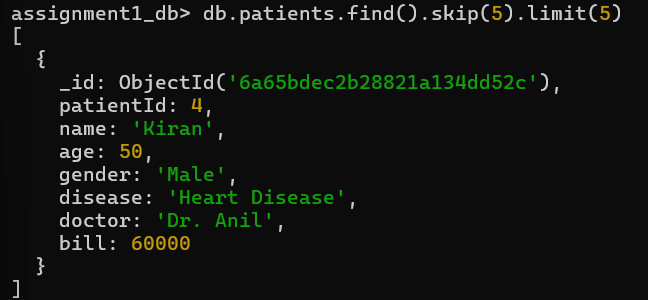 assignment1_db> db.patients.find().skip(5).limit(5)
[
  {
    _id: ObjectId('6a65bdec2b28821a134dd52c'),
    patientId: 4,
    name: 'Kiran',
    age: 50,
    gender: 'Male',
    disease: 'Heart Disease',
    doctor: 'Dr. Anil',
    bill: 60000
  }
]